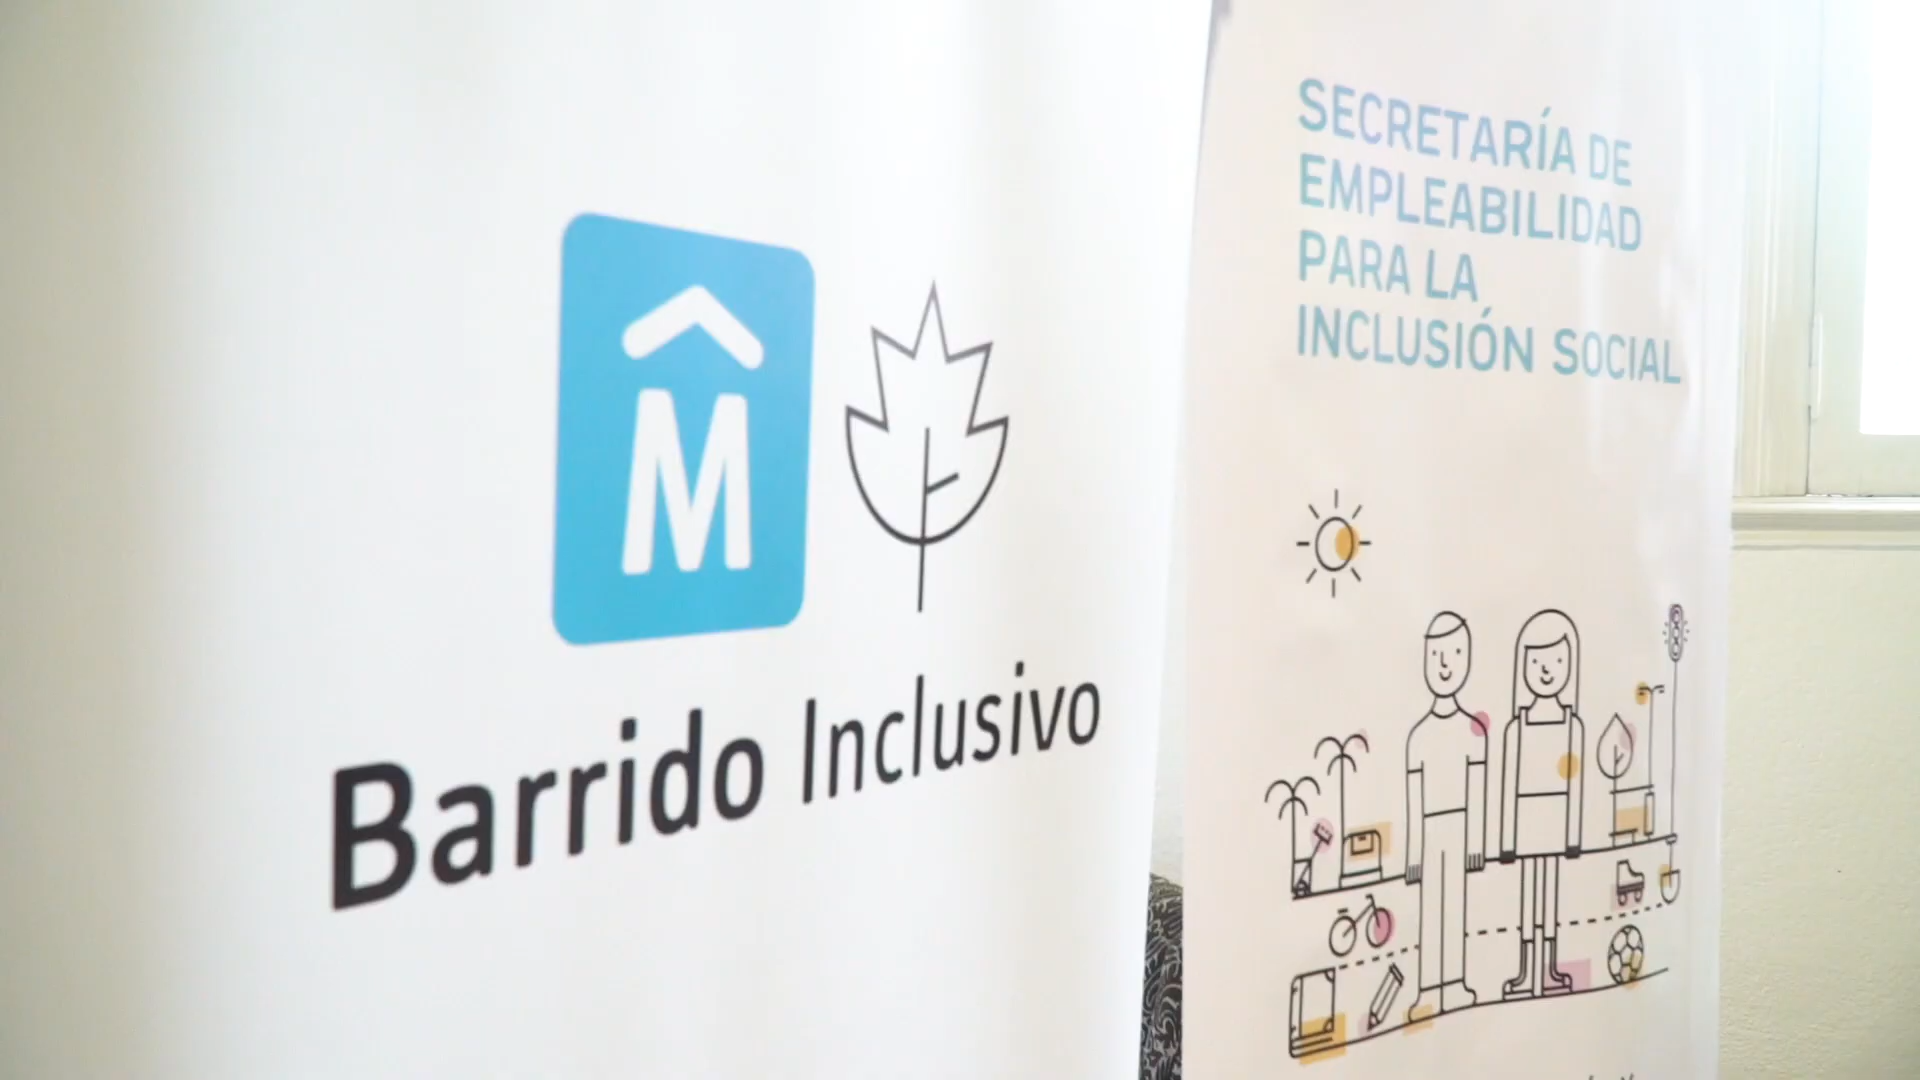 M
Barrido Inclusivo
SECRETARÍA DE
EMPLEABILIDAD
PARA LA
INCLUSIÓN SOCIAL